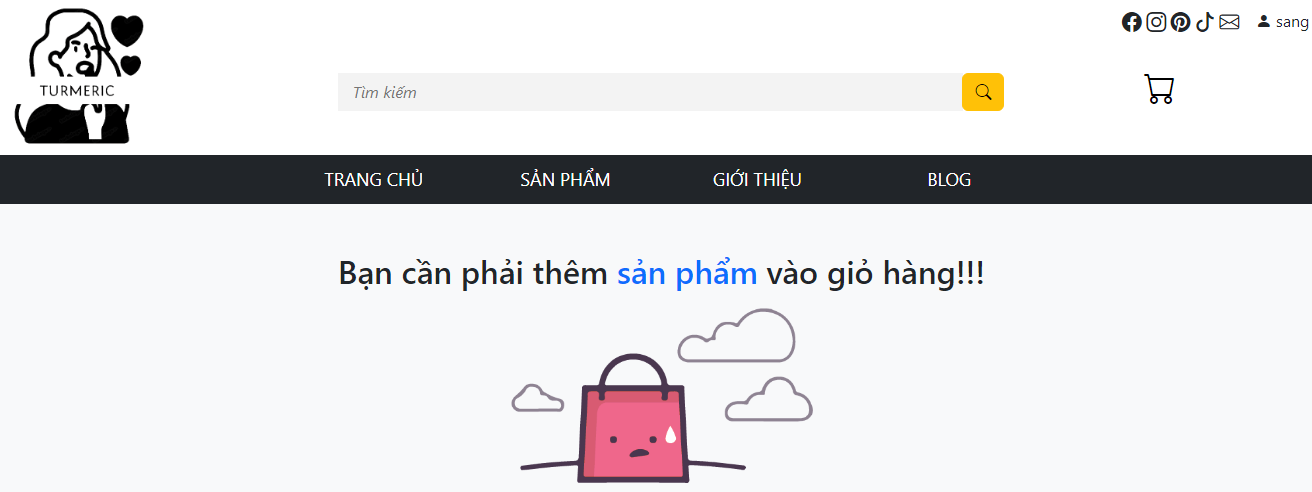 sang
TURMERIC
Tìm kiếm
TRANG CHỦ
SẢN PHẨM
GIỚI THIỆU
BLOG
Bạn cần phải thêm sản phẩm vào giỏ hàng!!!